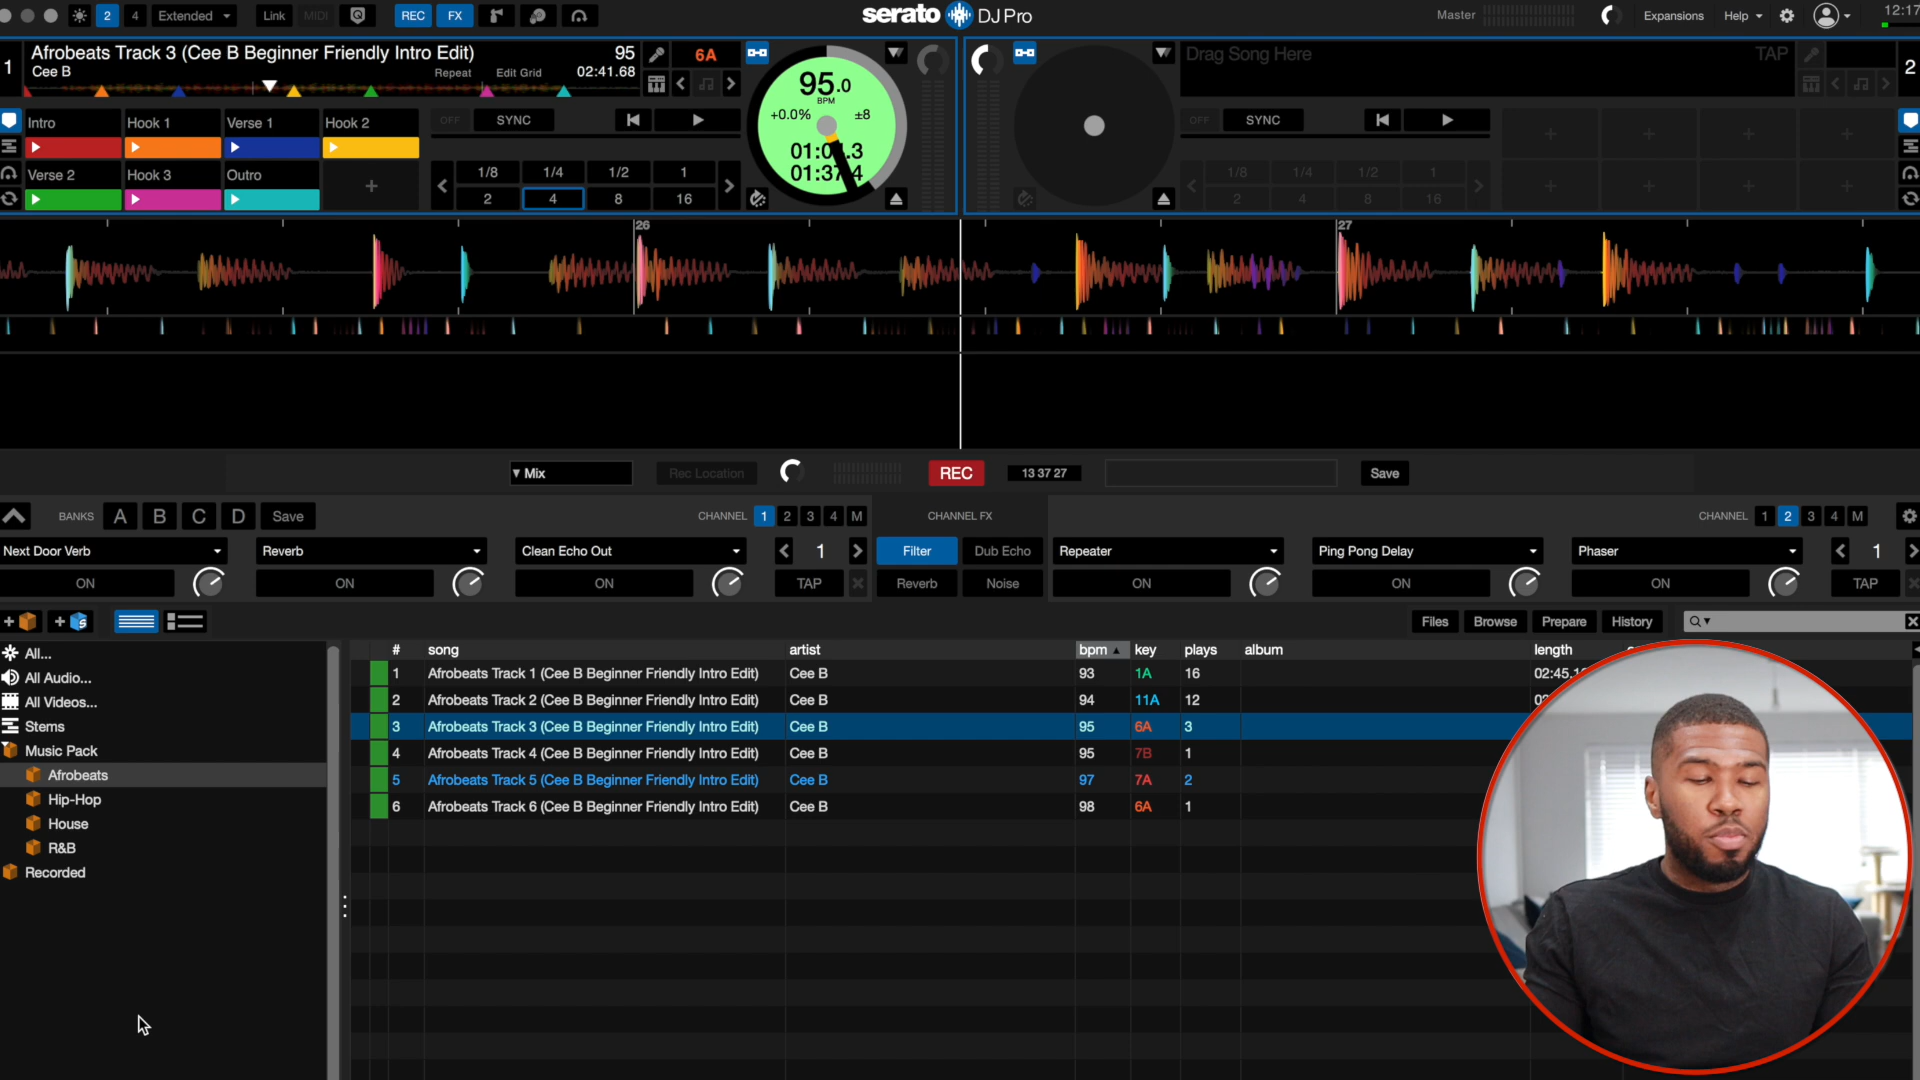 2 4 Extended Link MIDI REC FX serato DJ Pro Master Expansions Help 12:17
1 Afrobeats Track 3 (Cee B Beginner Friendly Intro Edit) 95 6A
Cee B Repeat Edit Grid 02:41.68
Intro Hook 1 Verse 1 Hook 2
Verse 2 Hook 3 Outro
OFF SYNC
1/8 1/4 1/2 1
2 4 8 16
95.0
BPM
+0.0% ±8
Drag Song Here TAP 2
OFF SYNC
1/8 1/4 1/2 1
2 4 8 16
26 27
Mix Rec Location REC 13 37 27 Save
BANKS A B C D Save CHANNEL 1 2 3 4 M CHANNEL FX CHANNEL 1 2 3 4 M
Next Door Verb Reverb Clean Echo Out 1 Filter Dub Echo Repeater Ping Pong Delay Phaser 1
ON ON ON TAP Reverb Noise ON ON ON TAP
Files Browse Prepare History
All...
All Audio...
All Videos...
Stems
Music Pack
Afrobeats
Hip-Hop
House
R&B
Recorded
# song artist bpm key plays album length
1 Afrobeats Track 1 (Cee B Beginner Friendly Intro Edit) Cee B 93 1A 16
2 Afrobeats Track 2 (Cee B Beginner Friendly Intro Edit) Cee B 94 11A 12
3 Afrobeats Track 3 (Cee B Beginner Friendly Intro Edit) Cee B 95 6A 3
4 Afrobeats Track 4 (Cee B Beginner Friendly Intro Edit) Cee B 95 7B 1
5 Afrobeats Track 5 (Cee B Beginner Friendly Intro Edit) Cee B 97 7A 2
6 Afrobeats Track 6 (Cee B Beginner Friendly Intro Edit) Cee B 98 6A 1